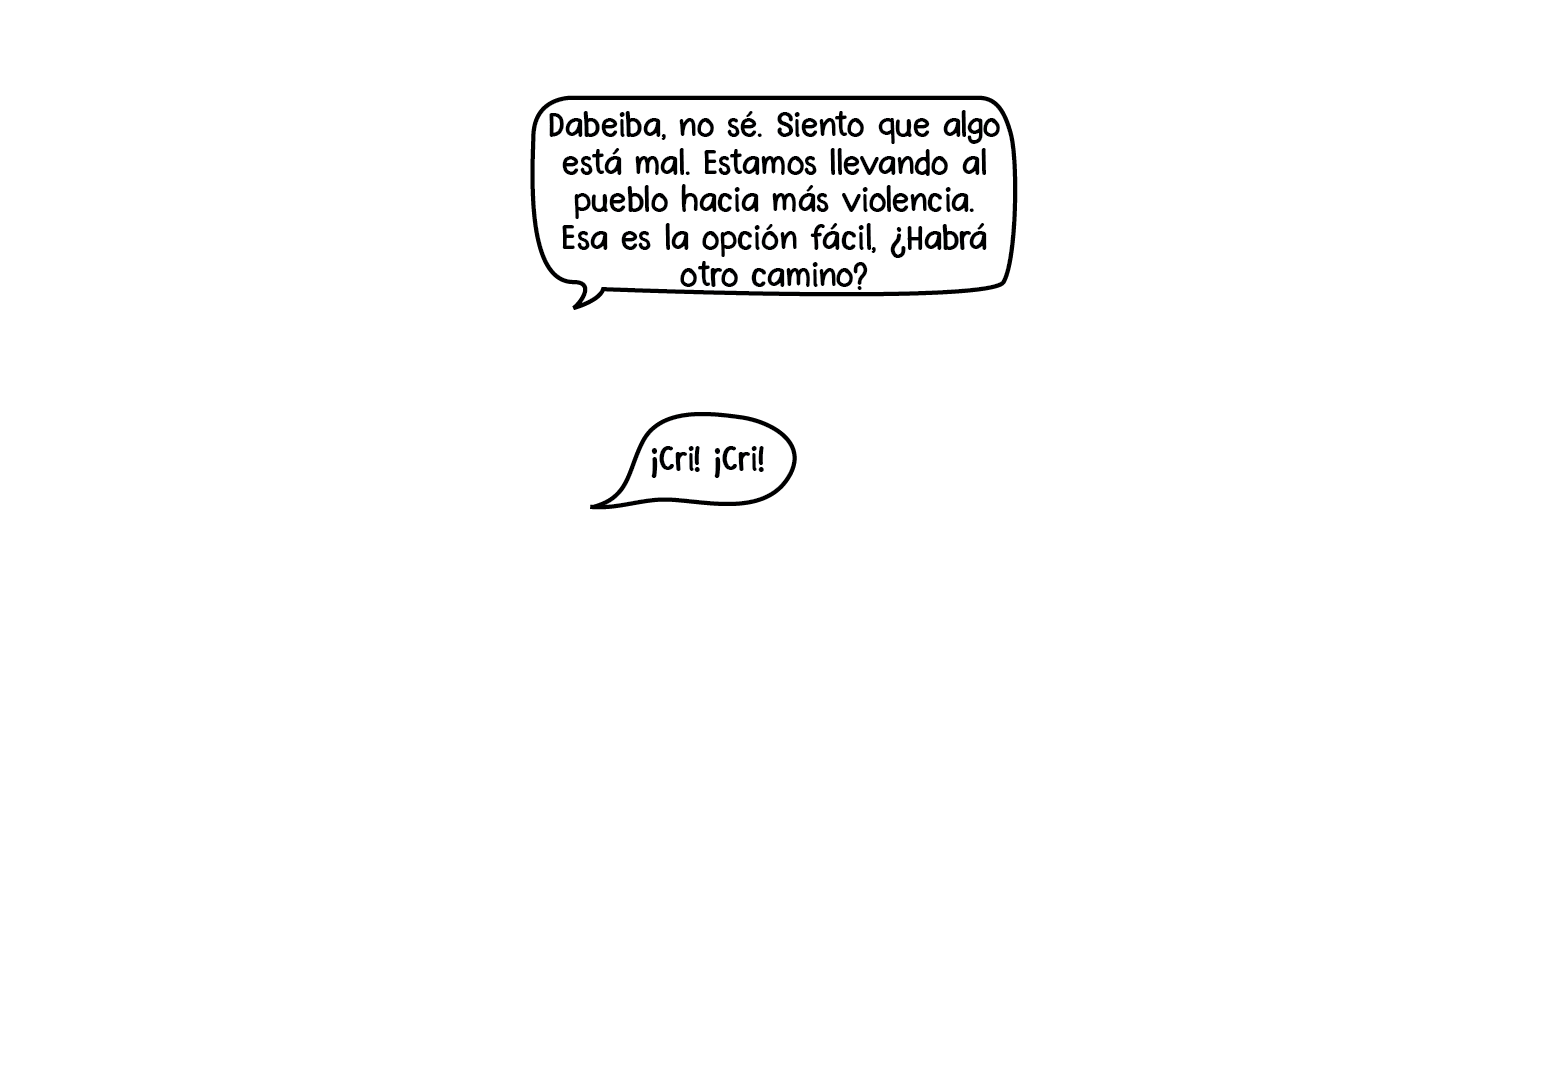 Dabeiba, no sé. Siento que algo
está mal. Estamos llevando al
pueblo hacia más violencia.
Esa es la opción fácil, ¿Habrá
otro camino?
¡Cri! ¡Cri!